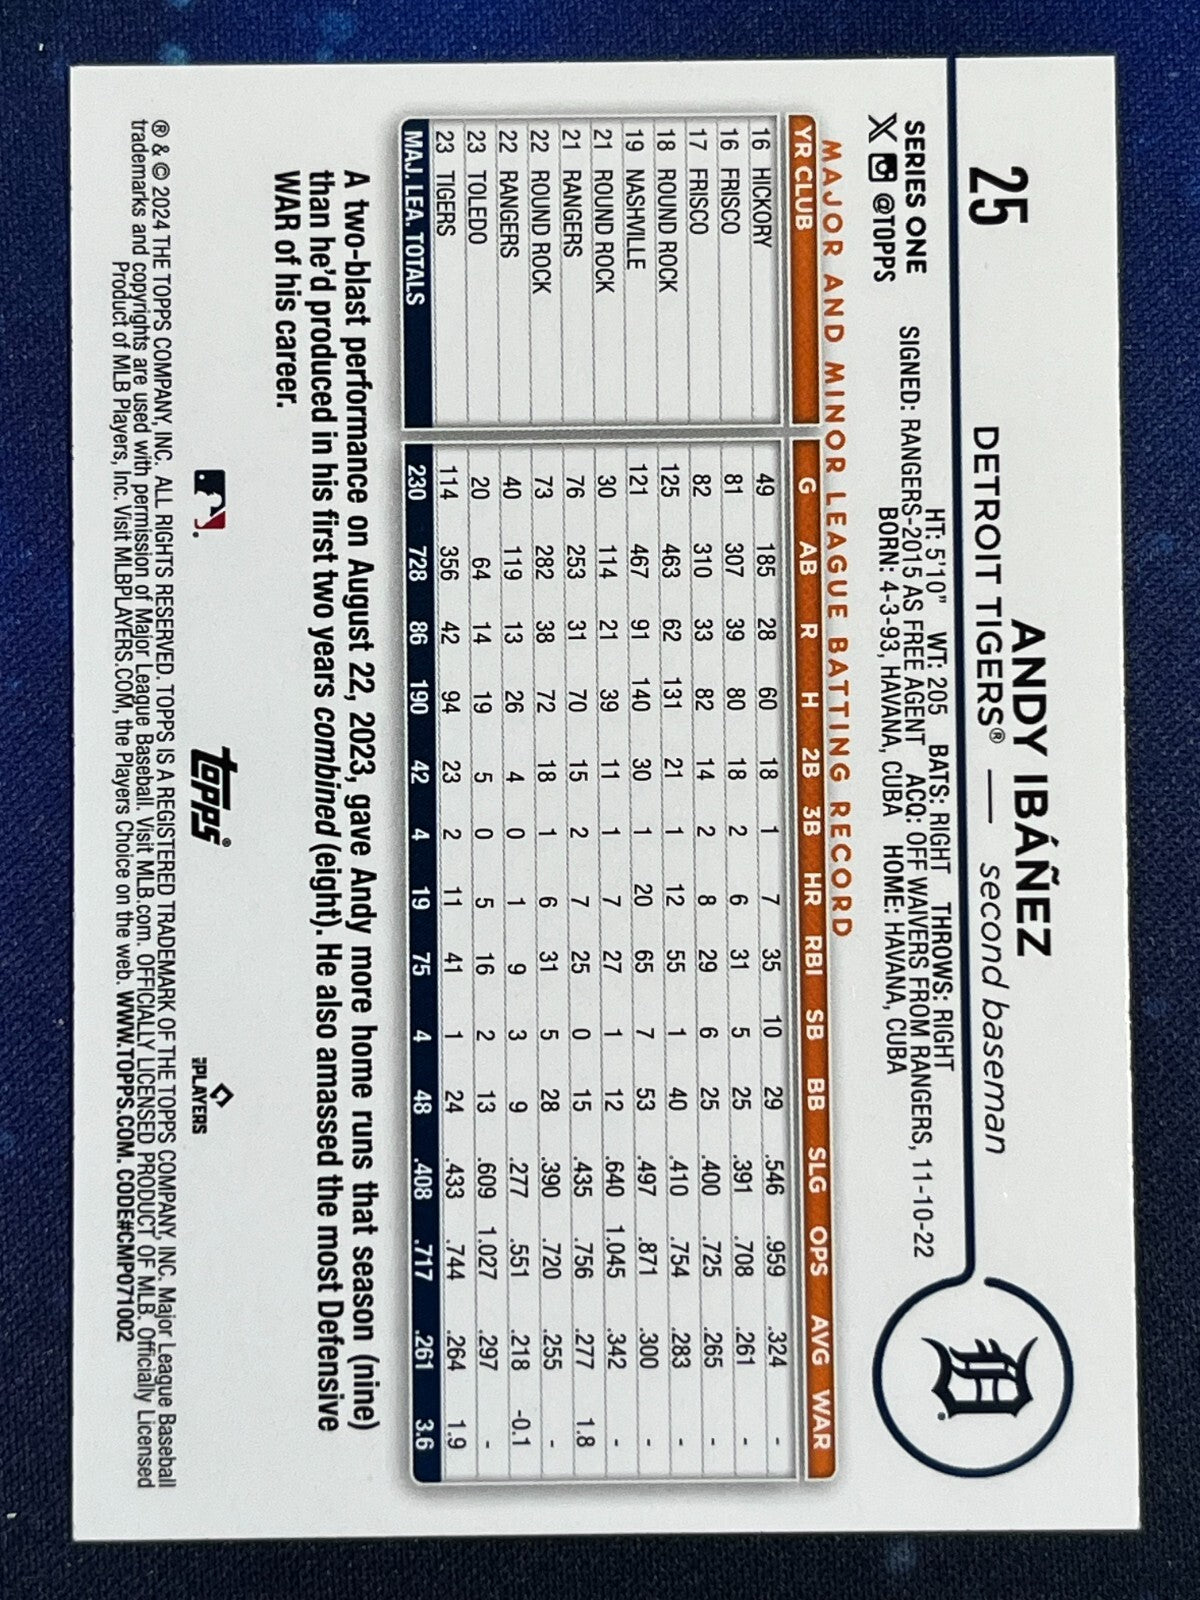 25
ANDY IBÁÑEZ
DETROIT TIGERS® — second baseman
SERIES ONE
X @TOPPS
HT: 5'10" WT: 205 BATS: RIGHT THROWS: RIGHT
SIGNED: RANGERS-2015 AS FREE AGENT ACQ: OFF WAIVERS FROM RANGERS, 11-10-22
BORN: 4-3-93, HAVANA, CUBA HOME: HAVANA, CUBA
D
MAJOR AND MINOR LEAGUE BATTING RECORD
YR CLUB G AB R H 2B 3B HR RBI SB BB SLG OPS AVG WAR
16 HICKORY 49 185 28 60 18 1 7 35 10 29 .546 .959 .324 -
16 FRISCO 81 307 39 80 18 2 6 31 5 25 .391 .708 .261 -
17 FRISCO 82 310 33 82 14 2 8 29 6 25 .400 .725 .265 -
18 ROUND ROCK 125 463 62 131 21 1 12 55 1 40 .410 .754 .283 -
19 NASHVILLE 121 467 91 140 30 1 20 65 7 53 .497 .871 .300 -
21 ROUND ROCK 30 114 21 39 11 1 7 27 1 12 .640 1.045 .342 -
21 RANGERS 76 253 31 70 15 2 7 25 0 15 .435 .756 .277 1.8
22 ROUND ROCK 73 282 38 72 18 1 6 31 5 28 .390 .720 .255 -
22 RANGERS 40 119 13 26 4 0 1 9 3 9 .277 .551 .218 -0.1
23 TOLEDO 20 64 14 19 5 0 5 16 2 13 .609 1.027 .297 -
23 TIGERS 114 356 42 94 23 2 11 41 1 24 .433 .744 .264 1.9
MAJ. LEA. TOTALS 230 728 86 190 42 4 19 75 4 48 .408 .717 .261 3.6
A two-blast performance on August 22, 2023, gave Andy more home runs that season (nine)
than he'd produced in his first two years combined (eight). He also amassed the most Defensive
WAR of his career.
topps®
PLAYERS
® & © 2024 THE TOPPS COMPANY, INC. ALL RIGHTS RESERVED. TOPPS IS A REGISTERED TRADEMARK OF THE TOPPS COMPANY, INC. Major League Baseball
trademarks and copyrights are used with permission of Major League Baseball. Visit MLB.com. OFFICIALLY LICENSED PRODUCT OF MLB. Officially Licensed
Product of MLB Players, Inc. Visit MLBPLAYERS.COM, the Players Choice on the web. WWW.TOPPS.COM. CODE#CMP071002